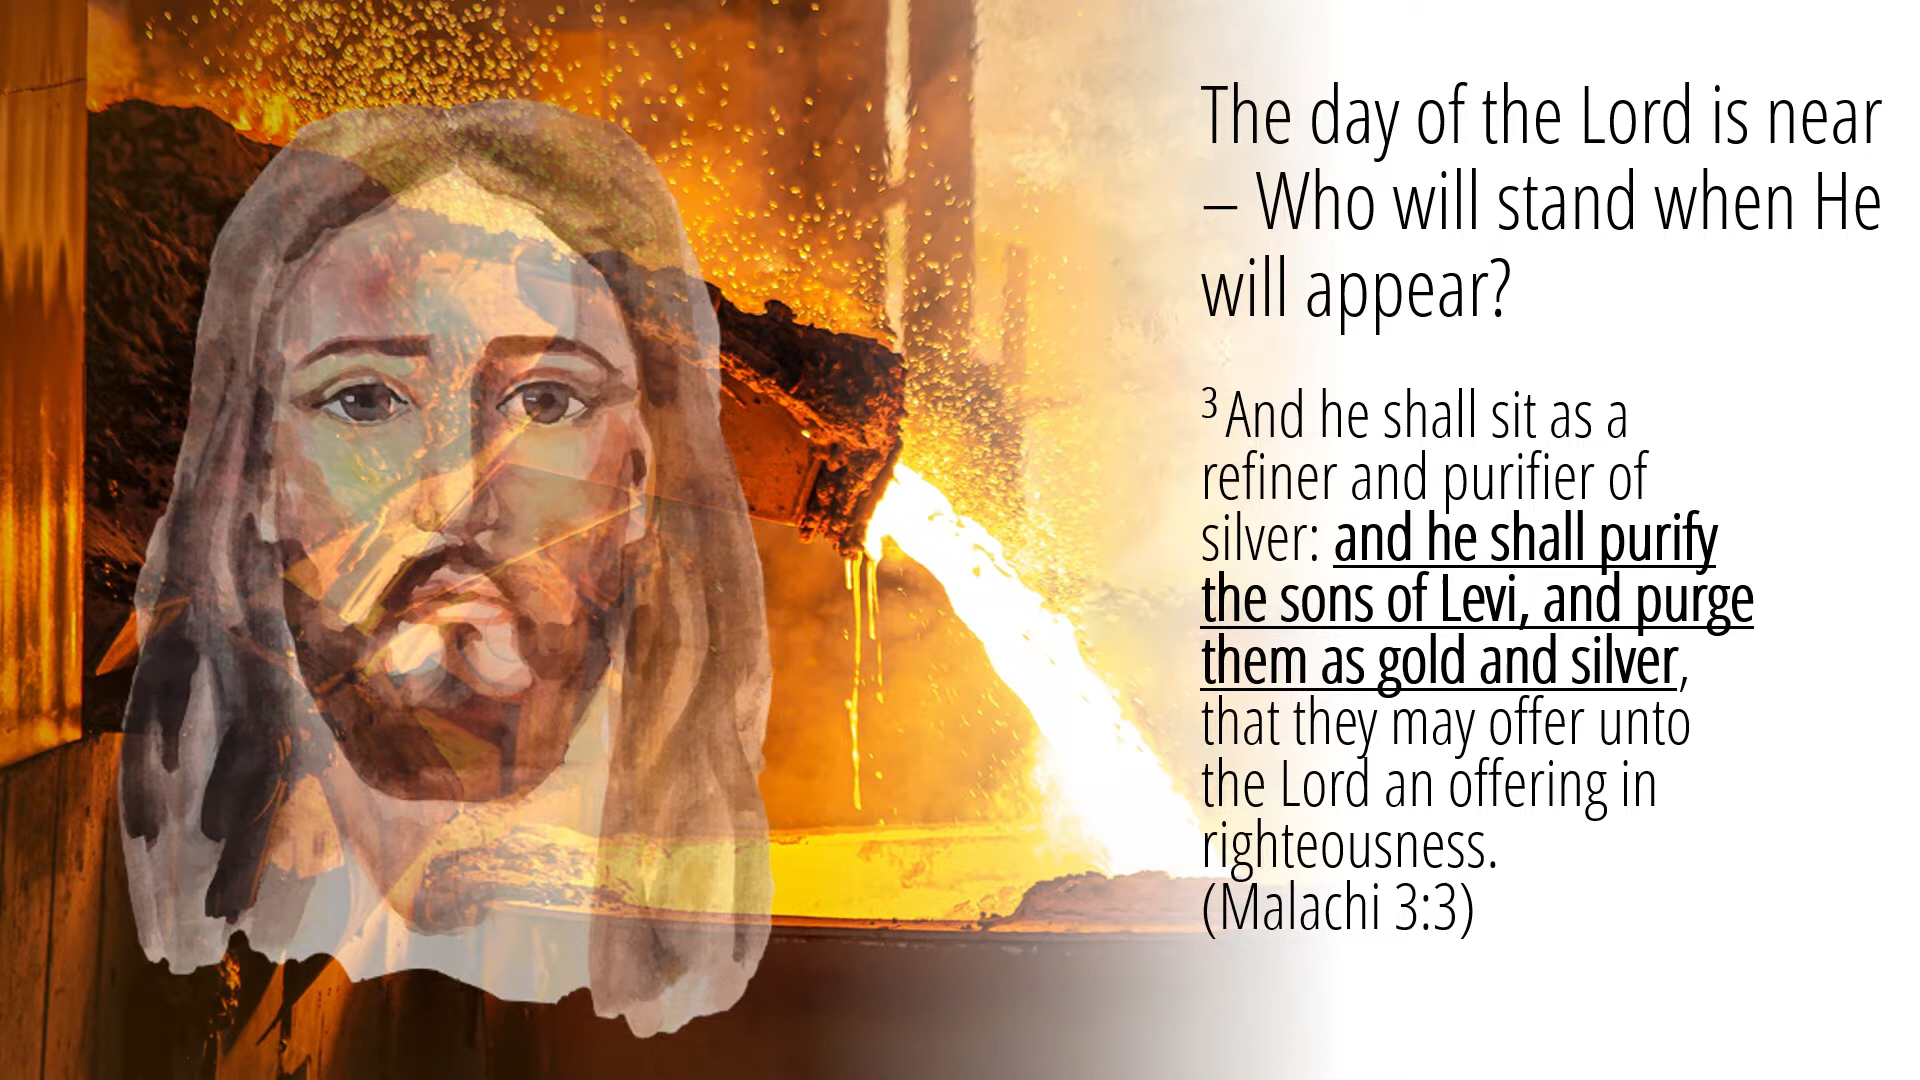 The day of the Lord is near
– Who will stand when He
will appear?
3 And he shall sit as a
refiner and purifier of
silver: and he shall purify
the sons of Levi, and purge
them as gold and silver,
that they may offer unto
the Lord an offering in
righteousness.
(Malachi 3:3)